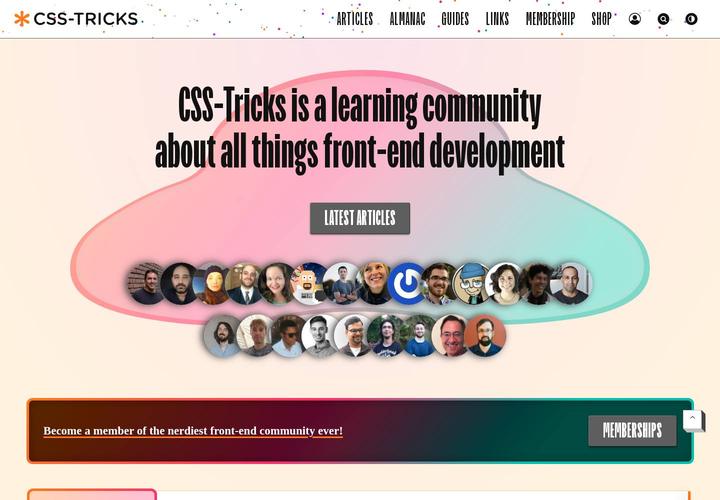 CSS-TRICKS
ARTICLES ALMANAC GUIDES LINKS MEMBERSHIP SHOP
CSS-Tricks is a learning community
about all things front-end development
LATEST ARTICLES
Become a member of the nerdiest front-end community ever!
MEMBERSHIPS